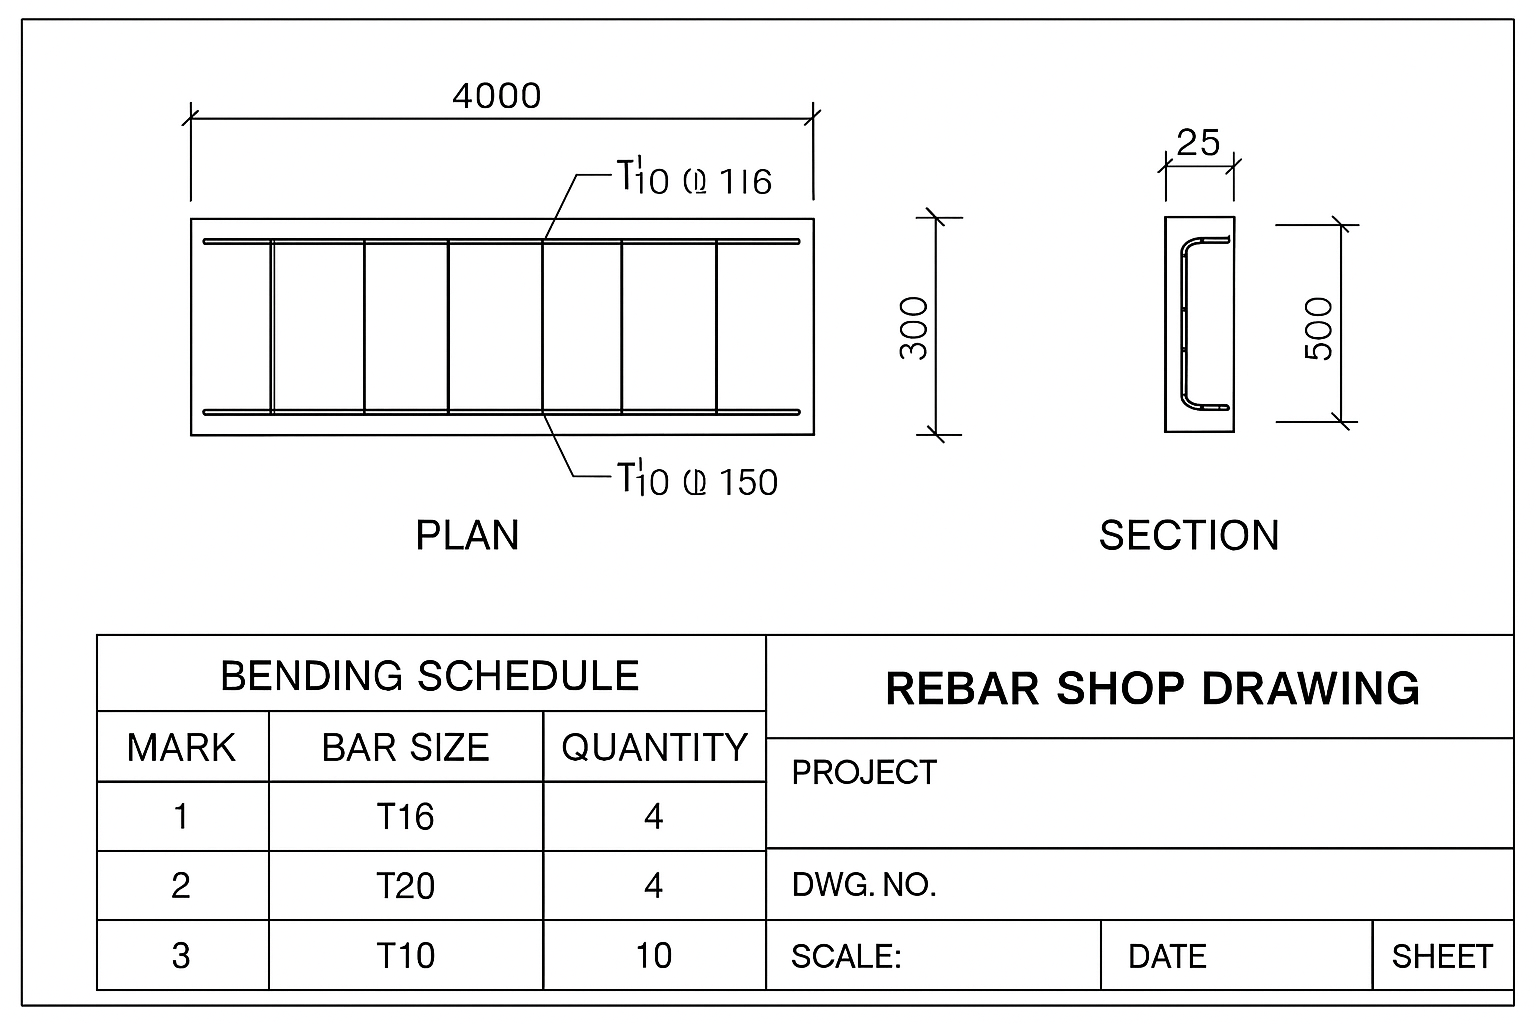 4000
T10 @ 116
25
300
500
T10 @ 150
PLAN
SECTION
BENDING SCHEDULE
MARK BAR SIZE QUANTITY
1 T16 4
2 T20 4
3 T10 10
REBAR SHOP DRAWING
PROJECT
DWG. NO.
SCALE: DATE SHEET